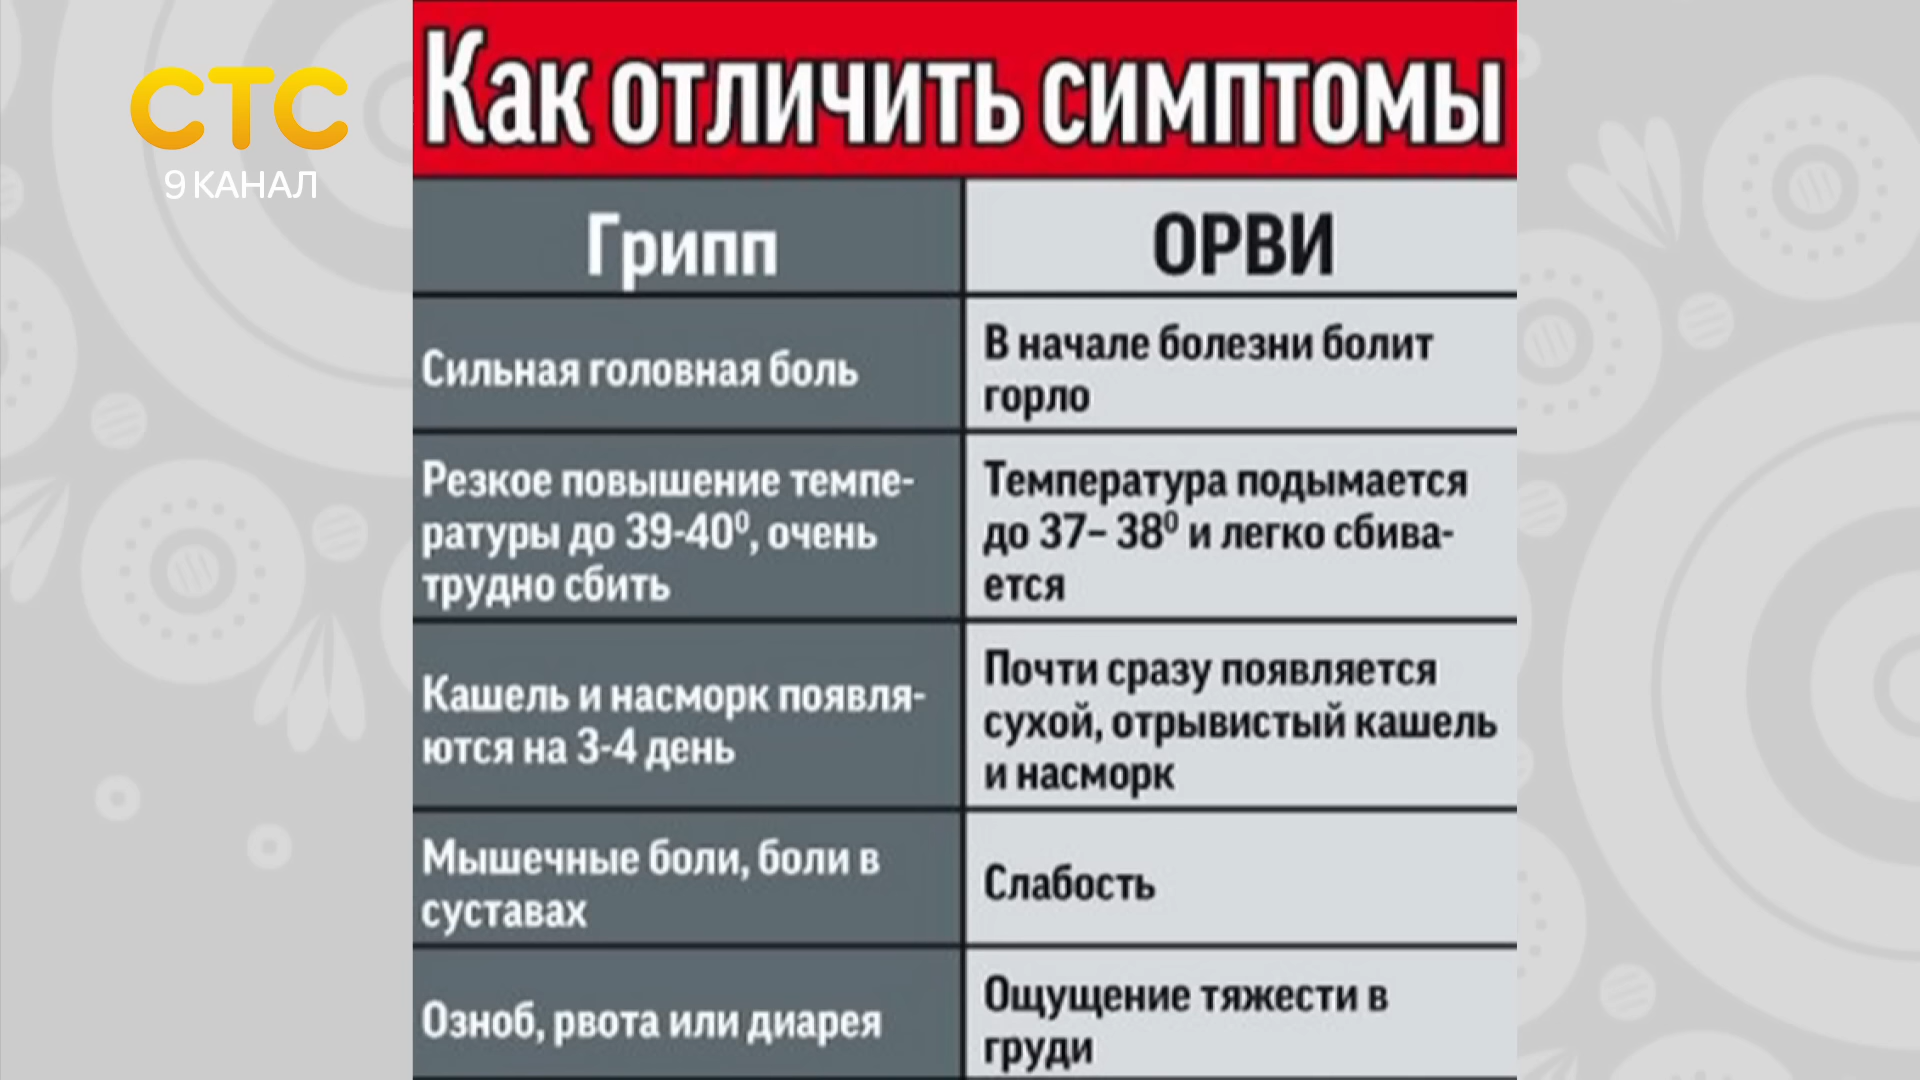 СТС
9 КАНАЛ
Как отличить симптомы
Грипп
ОРВИ
Сильная головная боль
В начале болезни болит
горло
Резкое повышение темпе-
ратуры до 39-40⁰, очень
трудно сбить
Температура подымается
до 37– 38⁰ и легко сбива-
ется
Кашель и насморк появля-
ются на 3-4 день
Почти сразу появляется
сухой, отрывистый кашель
и насморк
Мышечные боли, боли в
суставах
Слабость
Озноб, рвота или диарея
Ощущение тяжести в
груди